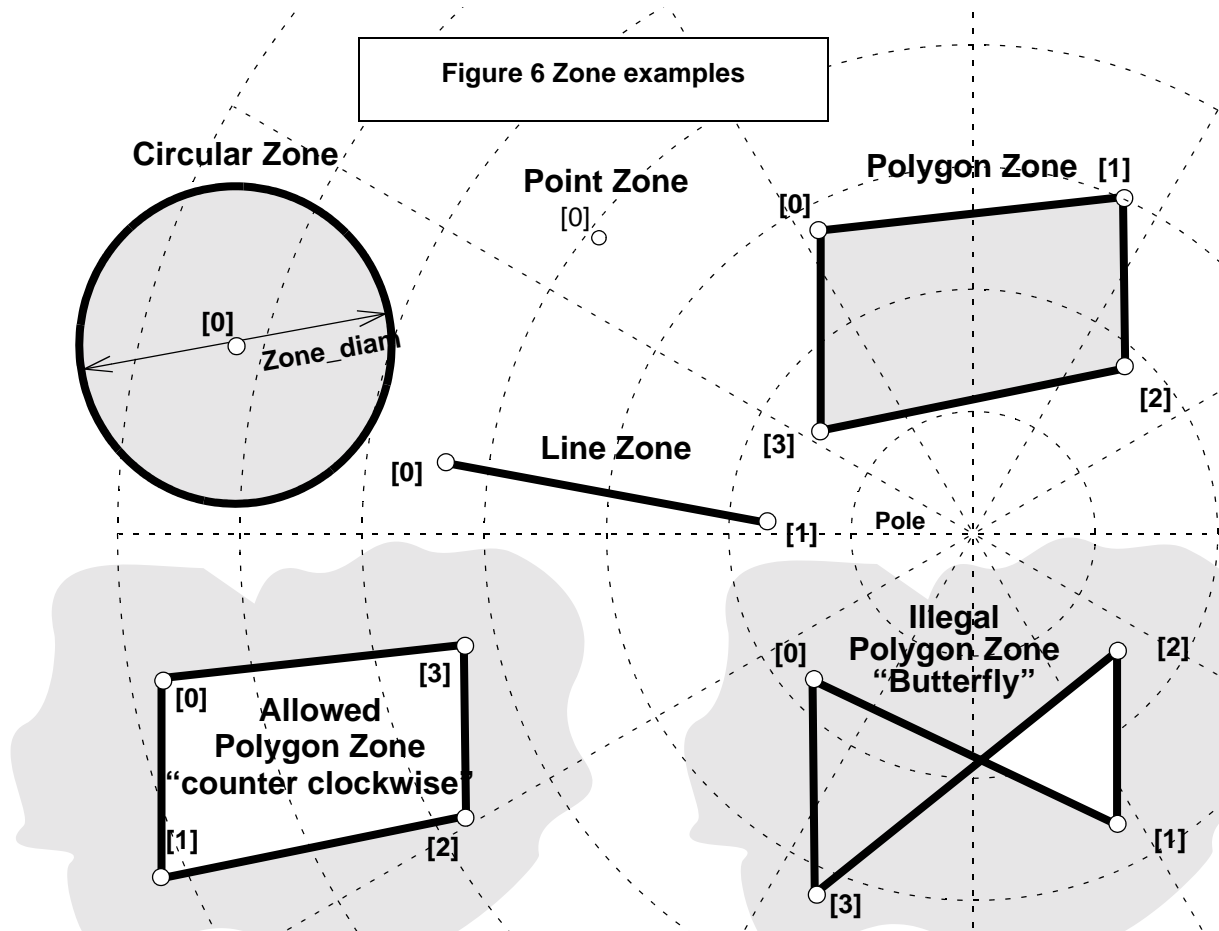 Figure 6 Zone examples
Circular Zone
[0]
Zone_diam
Point Zone
[0]
Polygon Zone
[0]
[1]
[2]
[3]
Line Zone
[0]
[1]
Pole
[0]
[3]
Allowed
Polygon Zone
“counter clockwise”
[1]
[2]
Illegal
Polygon Zone
“Butterfly”
[0]
[2]
[1]
[3]